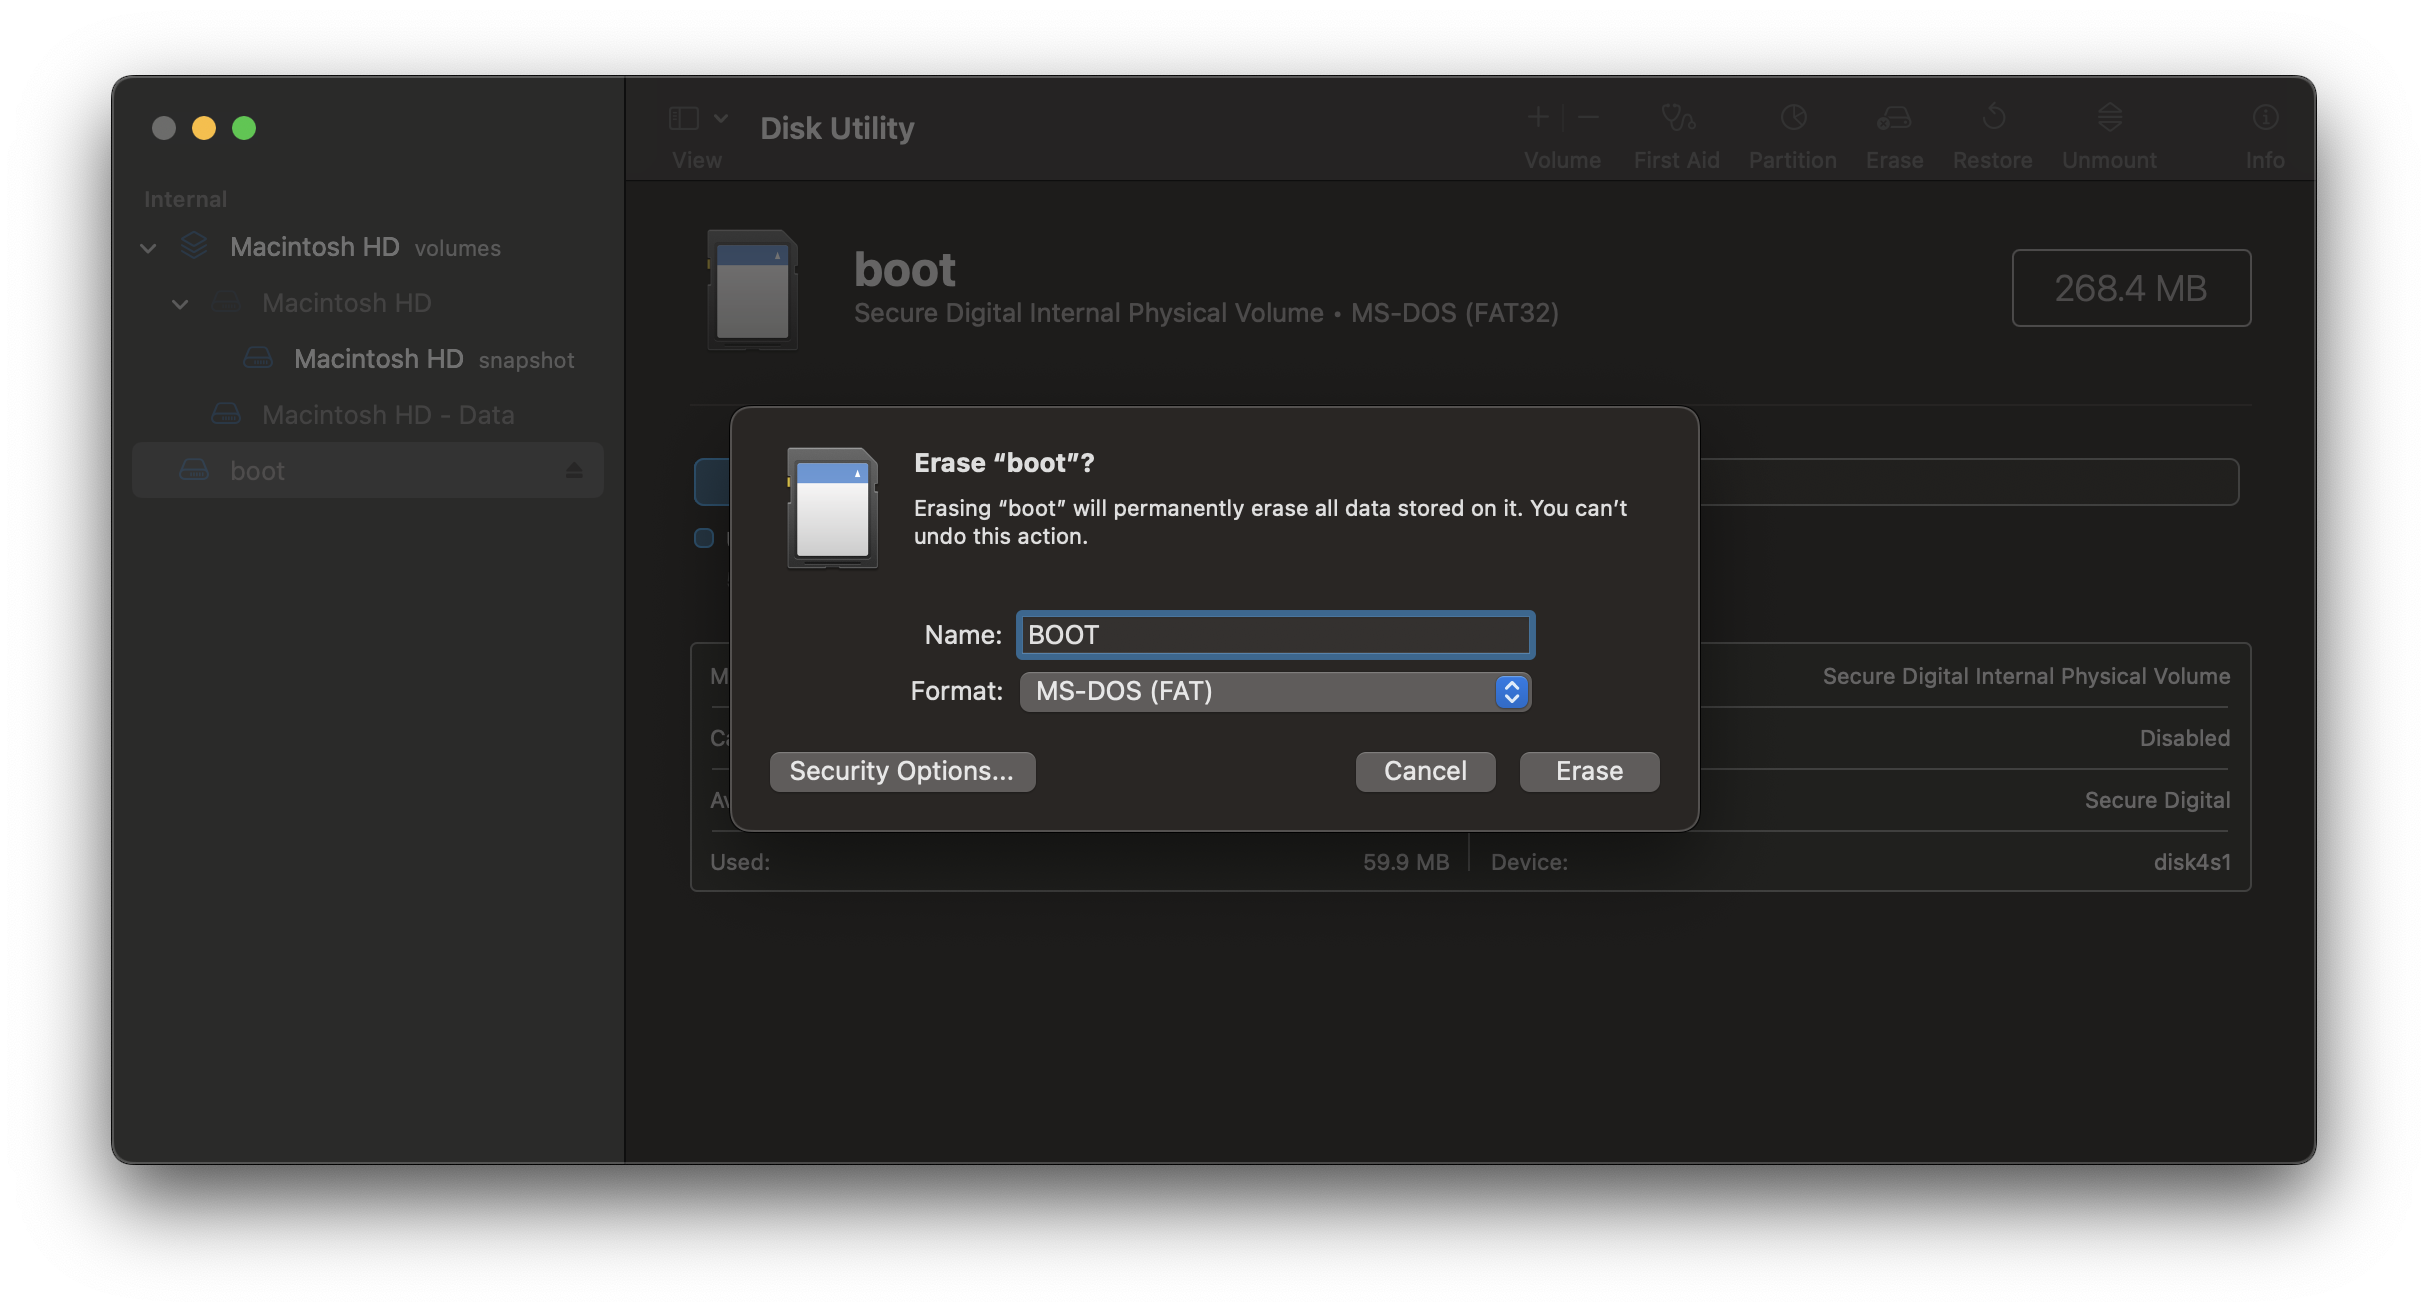 View
Disk Utility
Volume
First Aid
Partition
Erase
Restore
Unmount
Info
Internal
Macintosh HD volumes
Macintosh HD
Macintosh HD snapshot
Macintosh HD - Data
boot
boot
Secure Digital Internal Physical Volume • MS-DOS (FAT32)
268.4 MB
Erase “boot”?
Erasing “boot” will permanently erase all data stored on it. You can’t
undo this action.
Name: BOOT
Format: MS-DOS (FAT)
Security Options...
Cancel
Erase
Secure Digital Internal Physical Volume
Disabled
Secure Digital
Used: 59.9 MB
Device: disk4s1